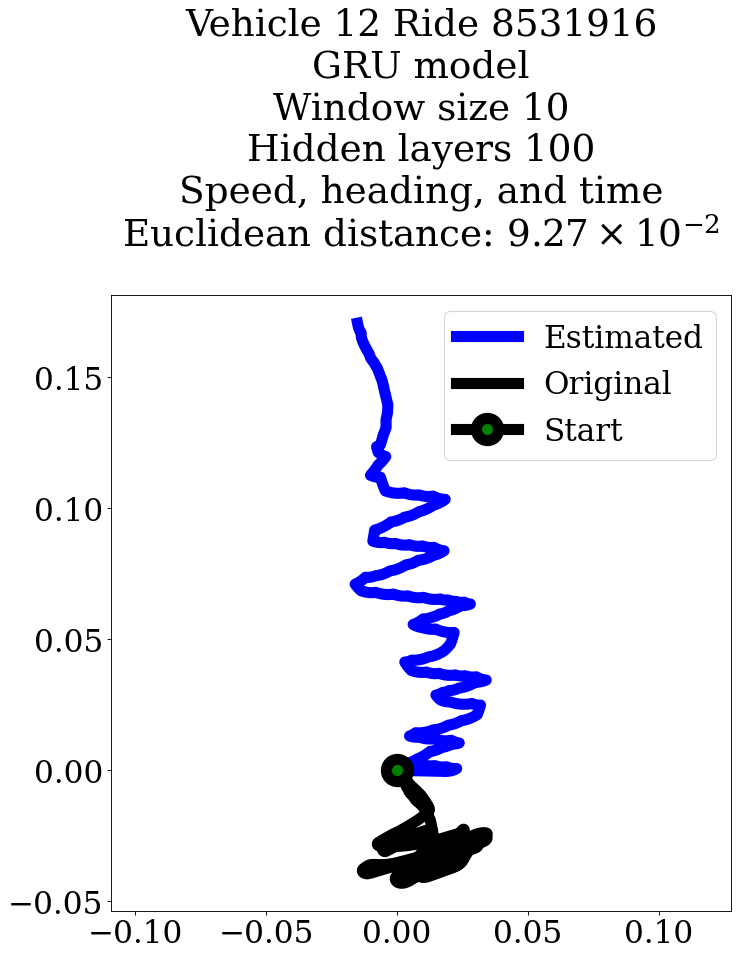 Vehicle 12 Ride 8531916
GRU model
Window size 10
Hidden layers 100
Speed, heading, and time
Euclidean distance: 9.27 × 10⁻²
Estimated
Original
Start
0.15
0.10
0.05
0.00
−0.05
−0.10
−0.05
0.00
0.05
0.10